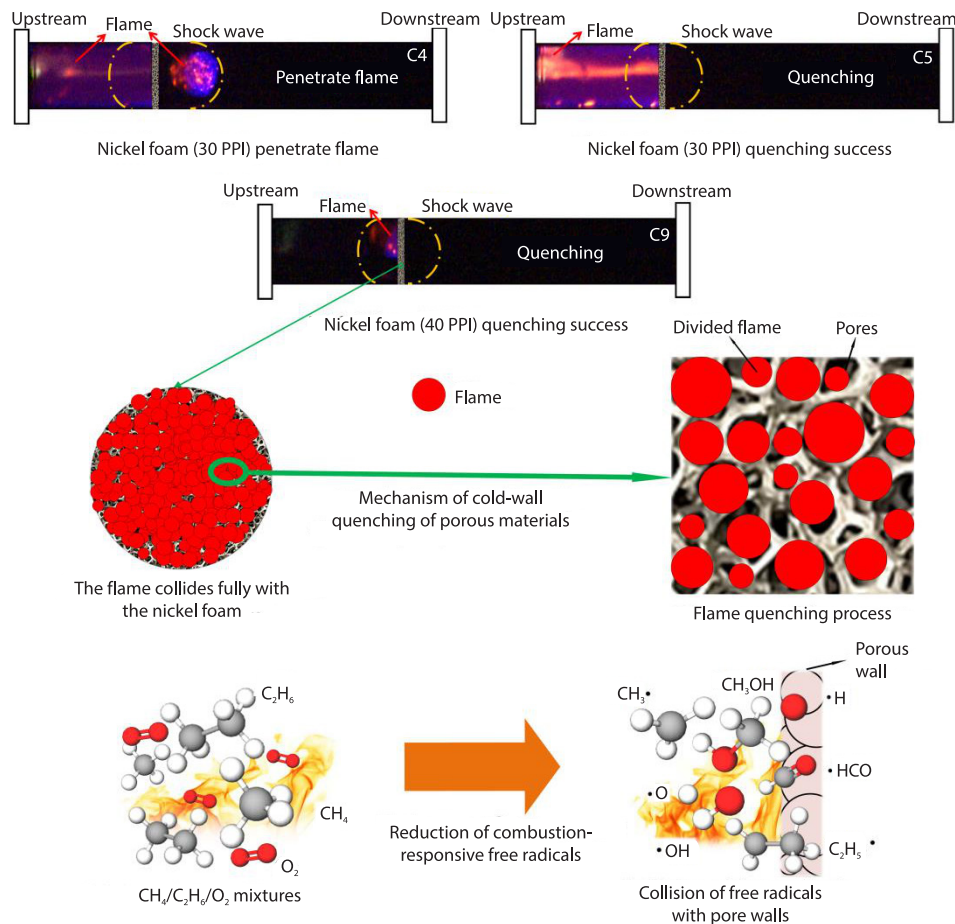 Upstream
Flame
Shock wave
Downstream
C4
Penetrate flame
Nickel foam (30 PPI) penetrate flame
Upstream
Flame
Shock wave
Downstream
C5
Quenching
Nickel foam (30 PPI) quenching success
Upstream
Flame
Shock wave
Downstream
C9
Quenching
Nickel foam (40 PPI) quenching success
Divided flame
Pores
Flame
Mechanism of cold-wall
quenching of porous materials
The flame collides fully with
the nickel foam
Flame quenching process
C₂H₆
CH₄
O₂
CH₄/C₂H₆/O₂ mixtures
Reduction of combustion-
responsive free radicals
Porous
wall
CH₃•
CH₃OH
•H
•HCO
•O
•OH
C₂H₅•
Collision of free radicals
with pore walls